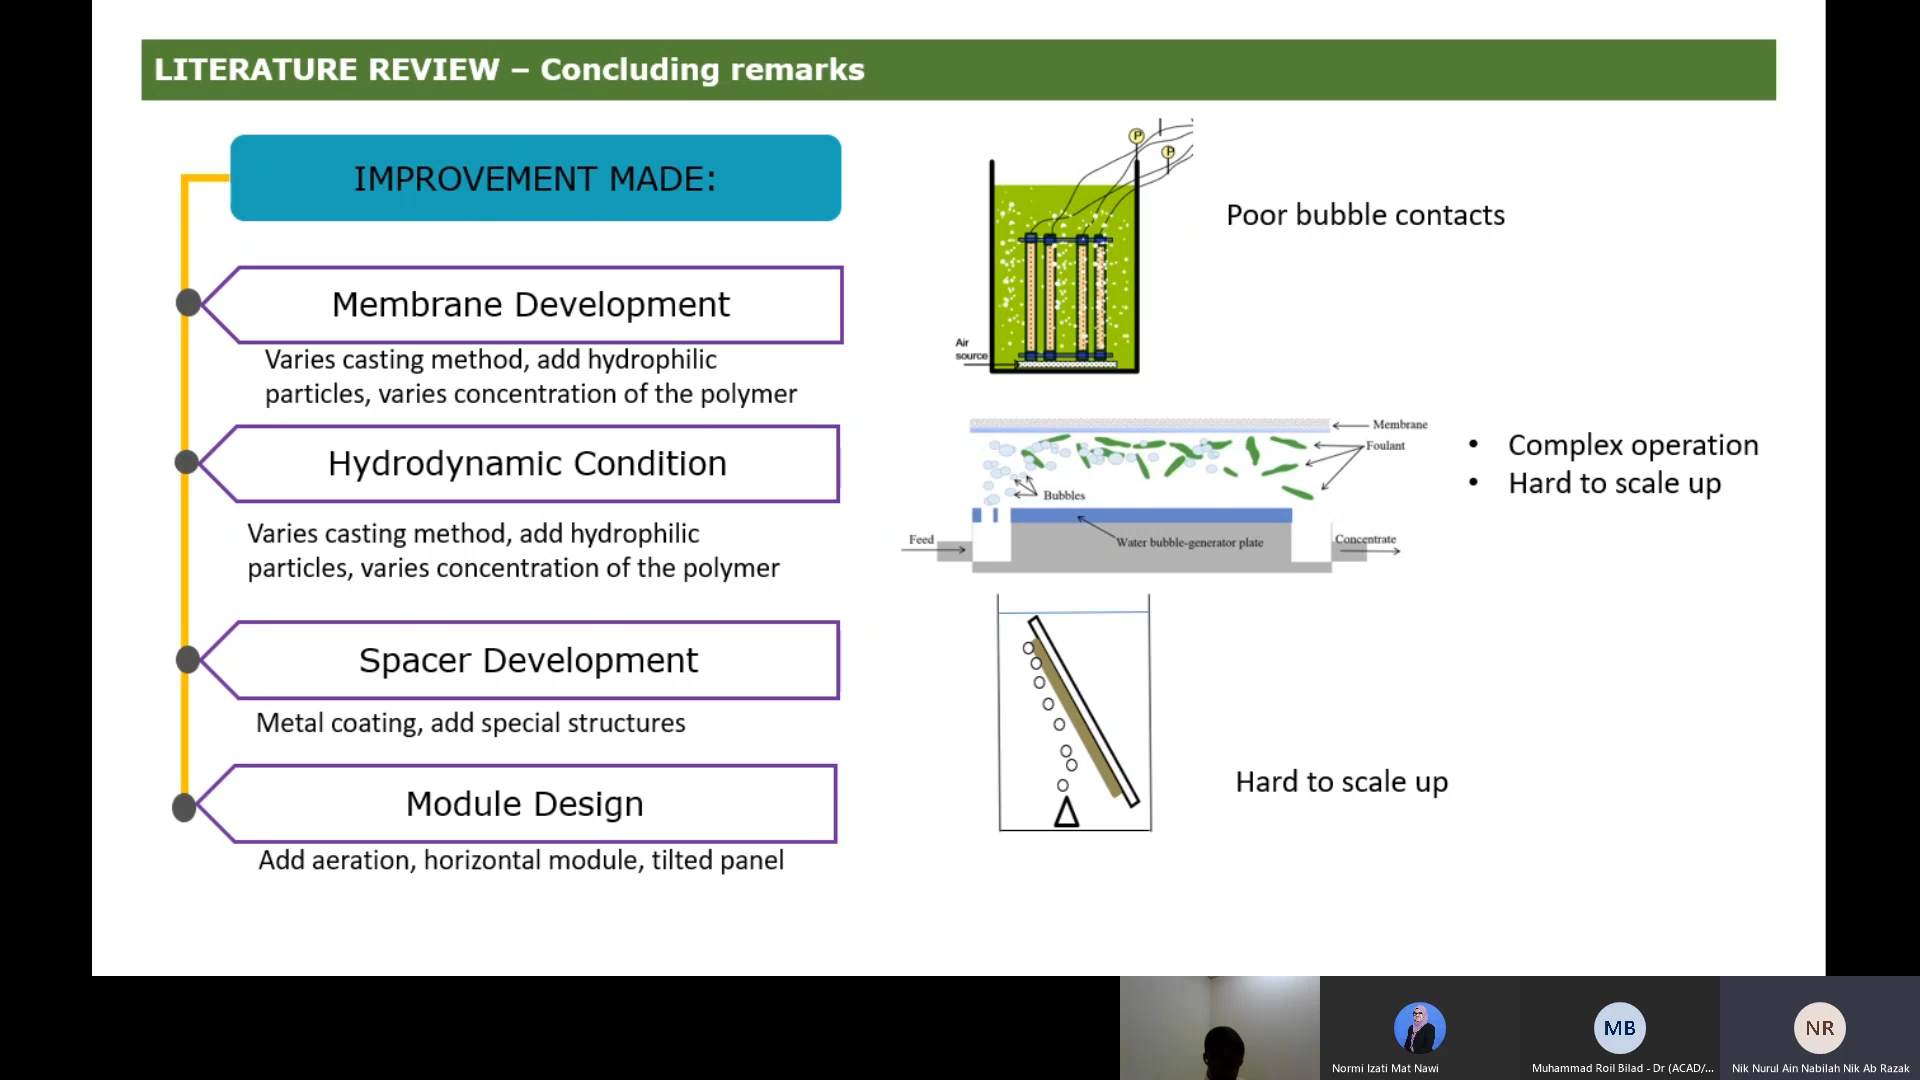 LITERATURE REVIEW – Concluding remarks
IMPROVEMENT MADE:
Membrane Development
Varies casting method, add hydrophilic
particles, varies concentration of the polymer
Hydrodynamic Condition
Varies casting method, add hydrophilic
particles, varies concentration of the polymer
Spacer Development
Metal coating, add special structures
Module Design
Add aeration, horizontal module, tilted panel
P
P
Air
source
Poor bubble contacts
Membrane
Foulant
Bubbles
Feed
Water bubble-generator plate
Concentrate
• Complex operation
• Hard to scale up
Hard to scale up
Normi Izati Mat Nawi
MB
Muhammad Roil Bilad - Dr (ACAD/...
NR
Nik Nurul Ain Nabilah Nik Ab Razak